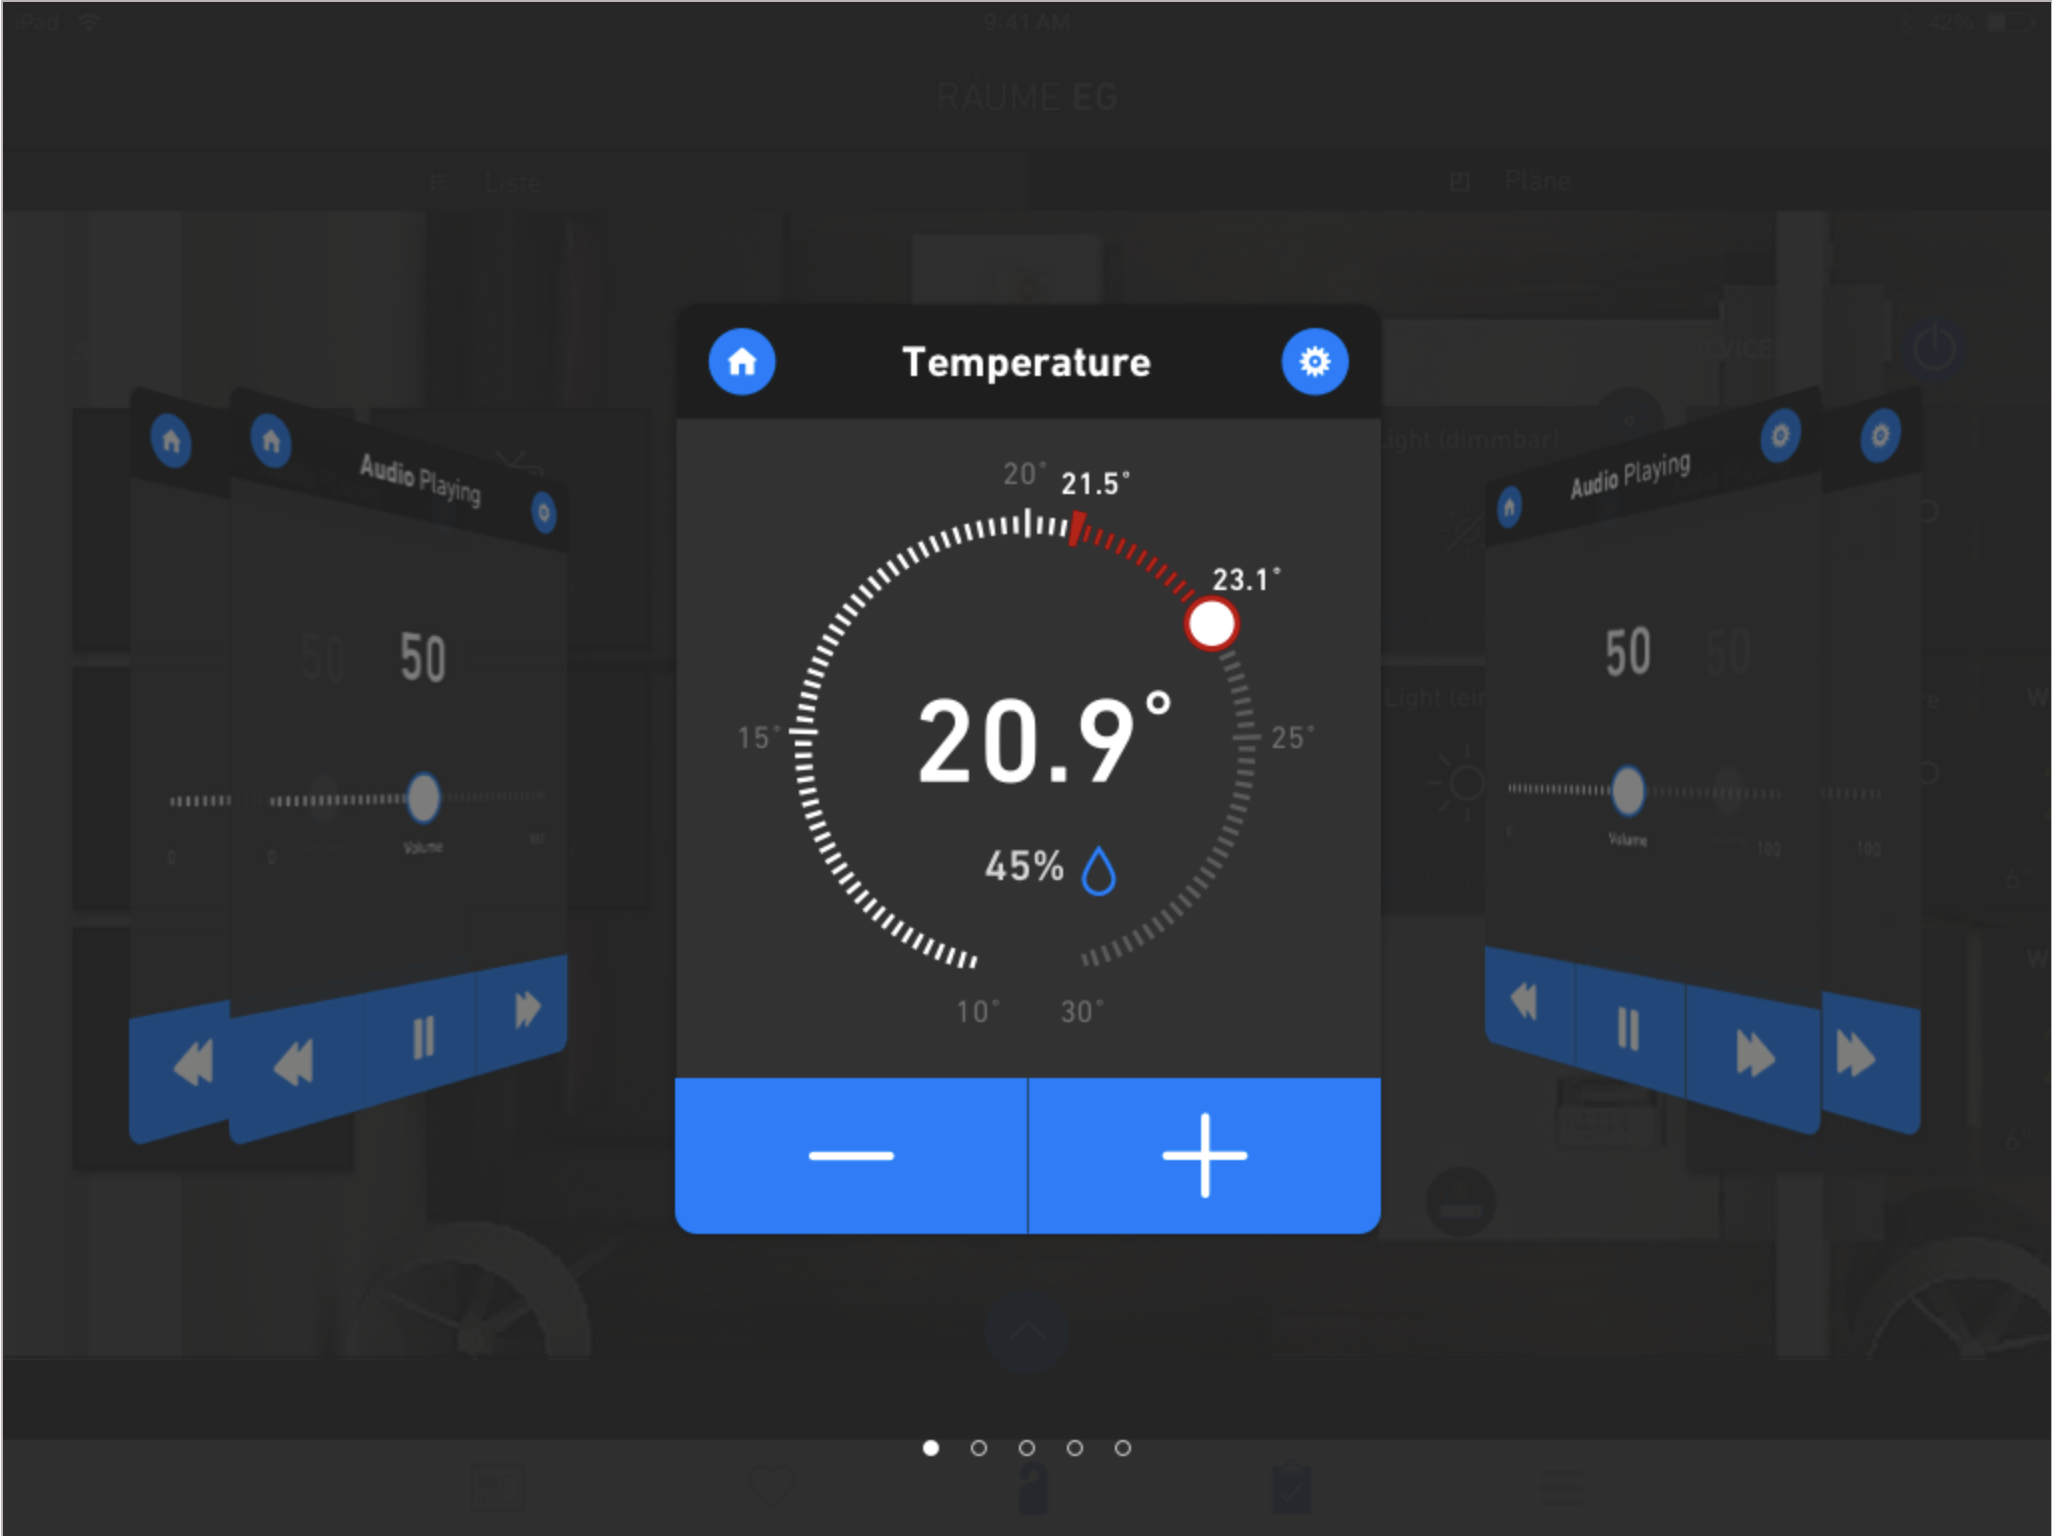 iPad
9:41 AM
42%
RÄUME EG
Liste
Pläne
Temperature
Light (dimmbar)
Audio Playing
Audio Playing
20°
21.5°
23.1°
50
50
50
50
20.9°
15°
25°
Light (ein
45%
0
0
Volume
Volume
100
100
6°
10°
30°
6°